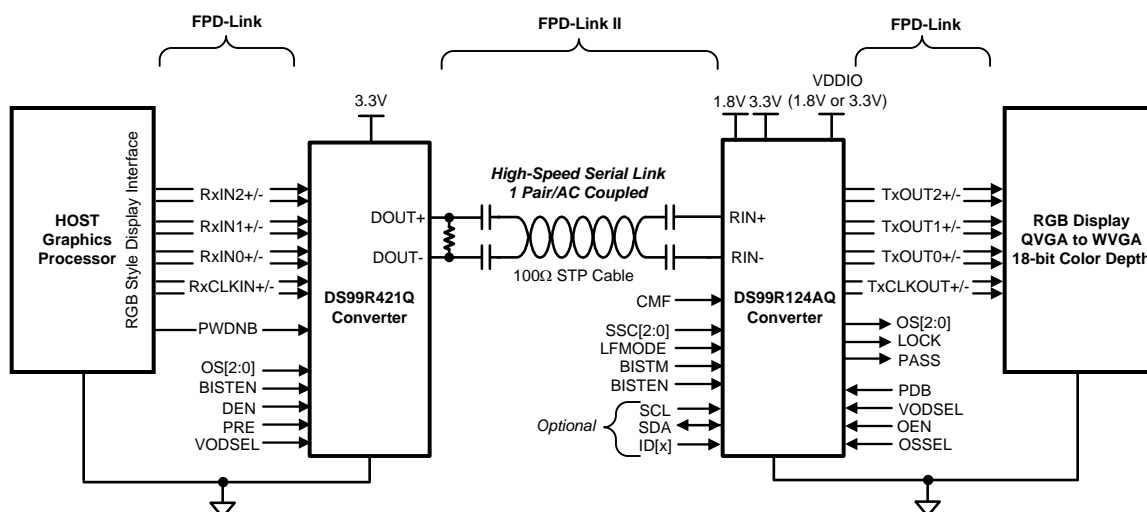 FPD-Link
FPD-Link II
FPD-Link
3.3V
1.8V 3.3V
VDDIO
(1.8V or 3.3V)
HOST
Graphics
Processor
RGB Style Display Interface
RxIN2+/-
RxIN1+/-
RxIN0+/-
RxCLKIN+/-
PWDNB
OS[2:0]
BISTEN
DEN
PRE
VODSEL
DS99R421Q
Converter
DOUT+
DOUT-
High-Speed Serial Link
1 Pair/AC Coupled
100Ω STP Cable
CMF
SSC[2:0]
LFMODE
BISTM
BISTEN
Optional
SCL
SDA
ID[x]
RIN+
RIN-
DS99R124AQ
Converter
TxOUT2+/-
TxOUT1+/-
TxOUT0+/-
TxCLKOUT+/-
OS[2:0]
LOCK
PASS
PDB
VODSEL
OEN
OSSEL
RGB Display
QVGA to WVGA
18-bit Color Depth